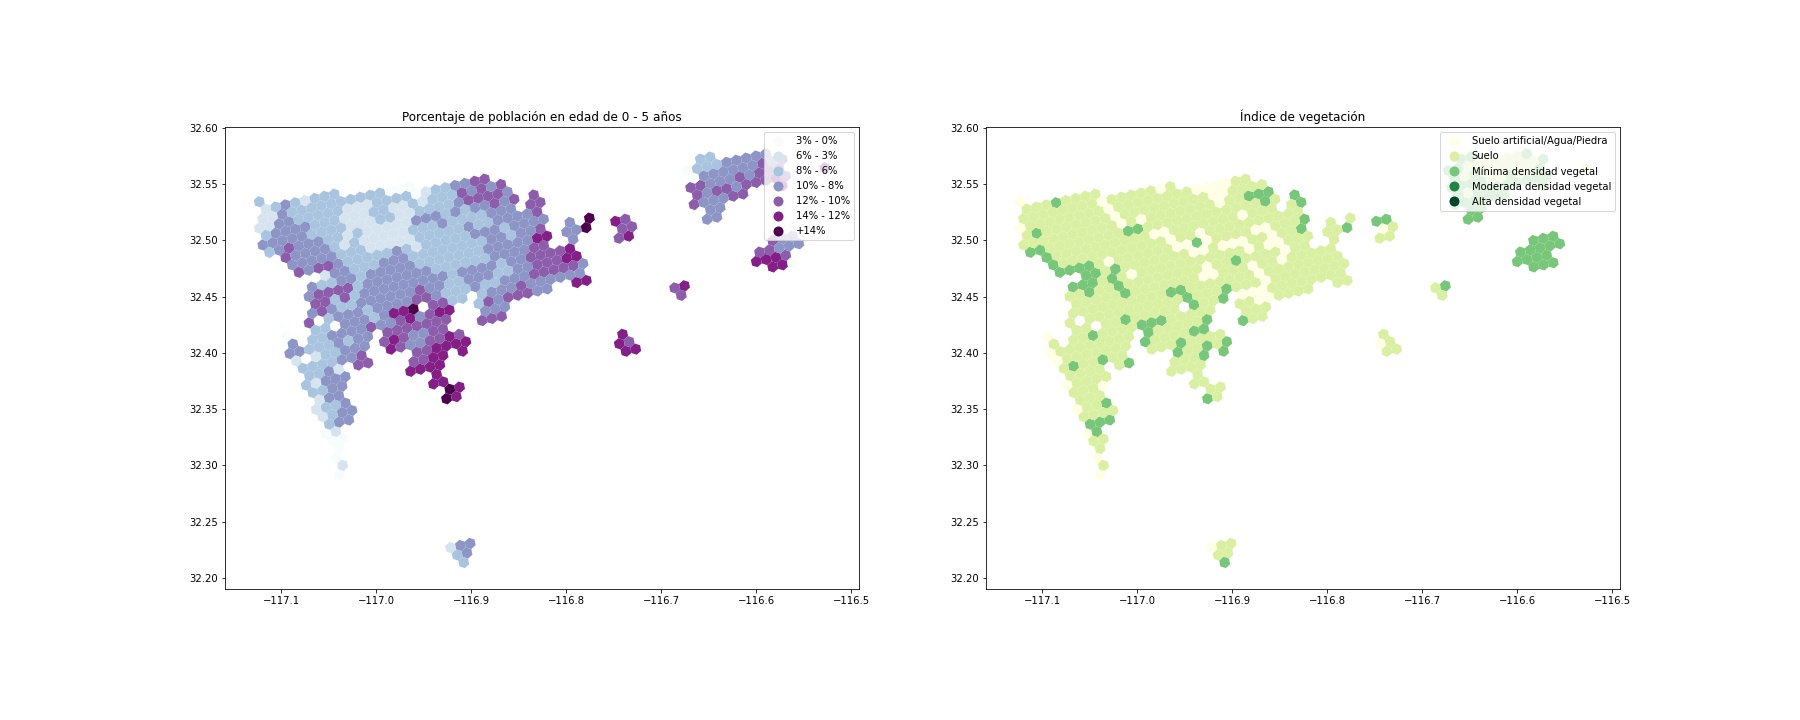 Porcentaje de población en edad de 0 - 5 años
32.60
32.55
32.50
32.45
32.40
32.35
32.30
32.25
32.20
3% - 0%
6% - 3%
8% - 6%
10% - 8%
12% - 10%
14% - 12%
+14%
−117.1 −117.0 −116.9 −116.8 −116.7 −116.6 −116.5
Índice de vegetación
32.60
32.55
32.50
32.45
32.40
32.35
32.30
32.25
32.20
Suelo artificial/Agua/Piedra
Suelo
Mínima densidad vegetal
Moderada densidad vegetal
Alta densidad vegetal
−117.1 −117.0 −116.9 −116.8 −116.7 −116.6 −116.5